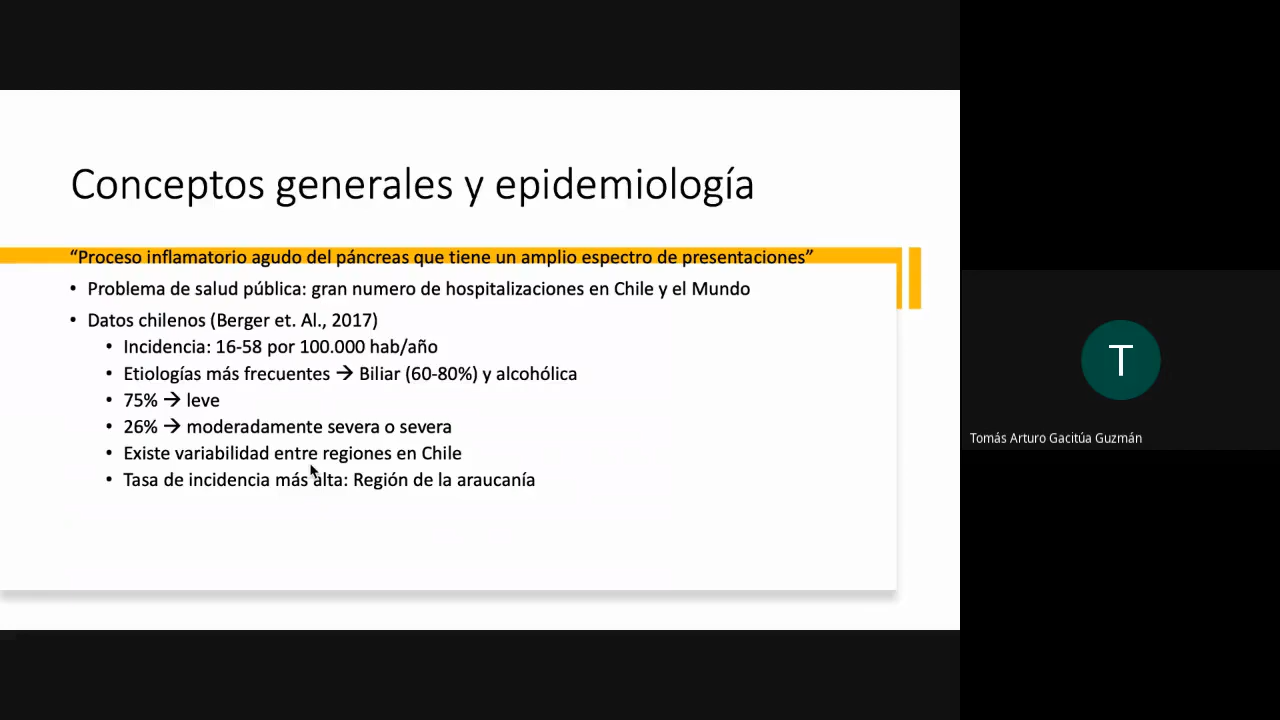 Conceptos generales y epidemiología
“Proceso inflamatorio agudo del páncreas que tiene un amplio espectro de presentaciones”
• Problema de salud pública: gran numero de hospitalizaciones en Chile y el Mundo
• Datos chilenos (Berger et. Al., 2017)
• Incidencia: 16-58 por 100.000 hab/año
• Etiologías más frecuentes → Biliar (60-80%) y alcohólica
• 75% → leve
• 26% → moderadamente severa o severa
• Existe variabilidad entre regiones en Chile
• Tasa de incidencia más alta: Región de la araucanía
T
Tomás Arturo Gacitúa Guzmán